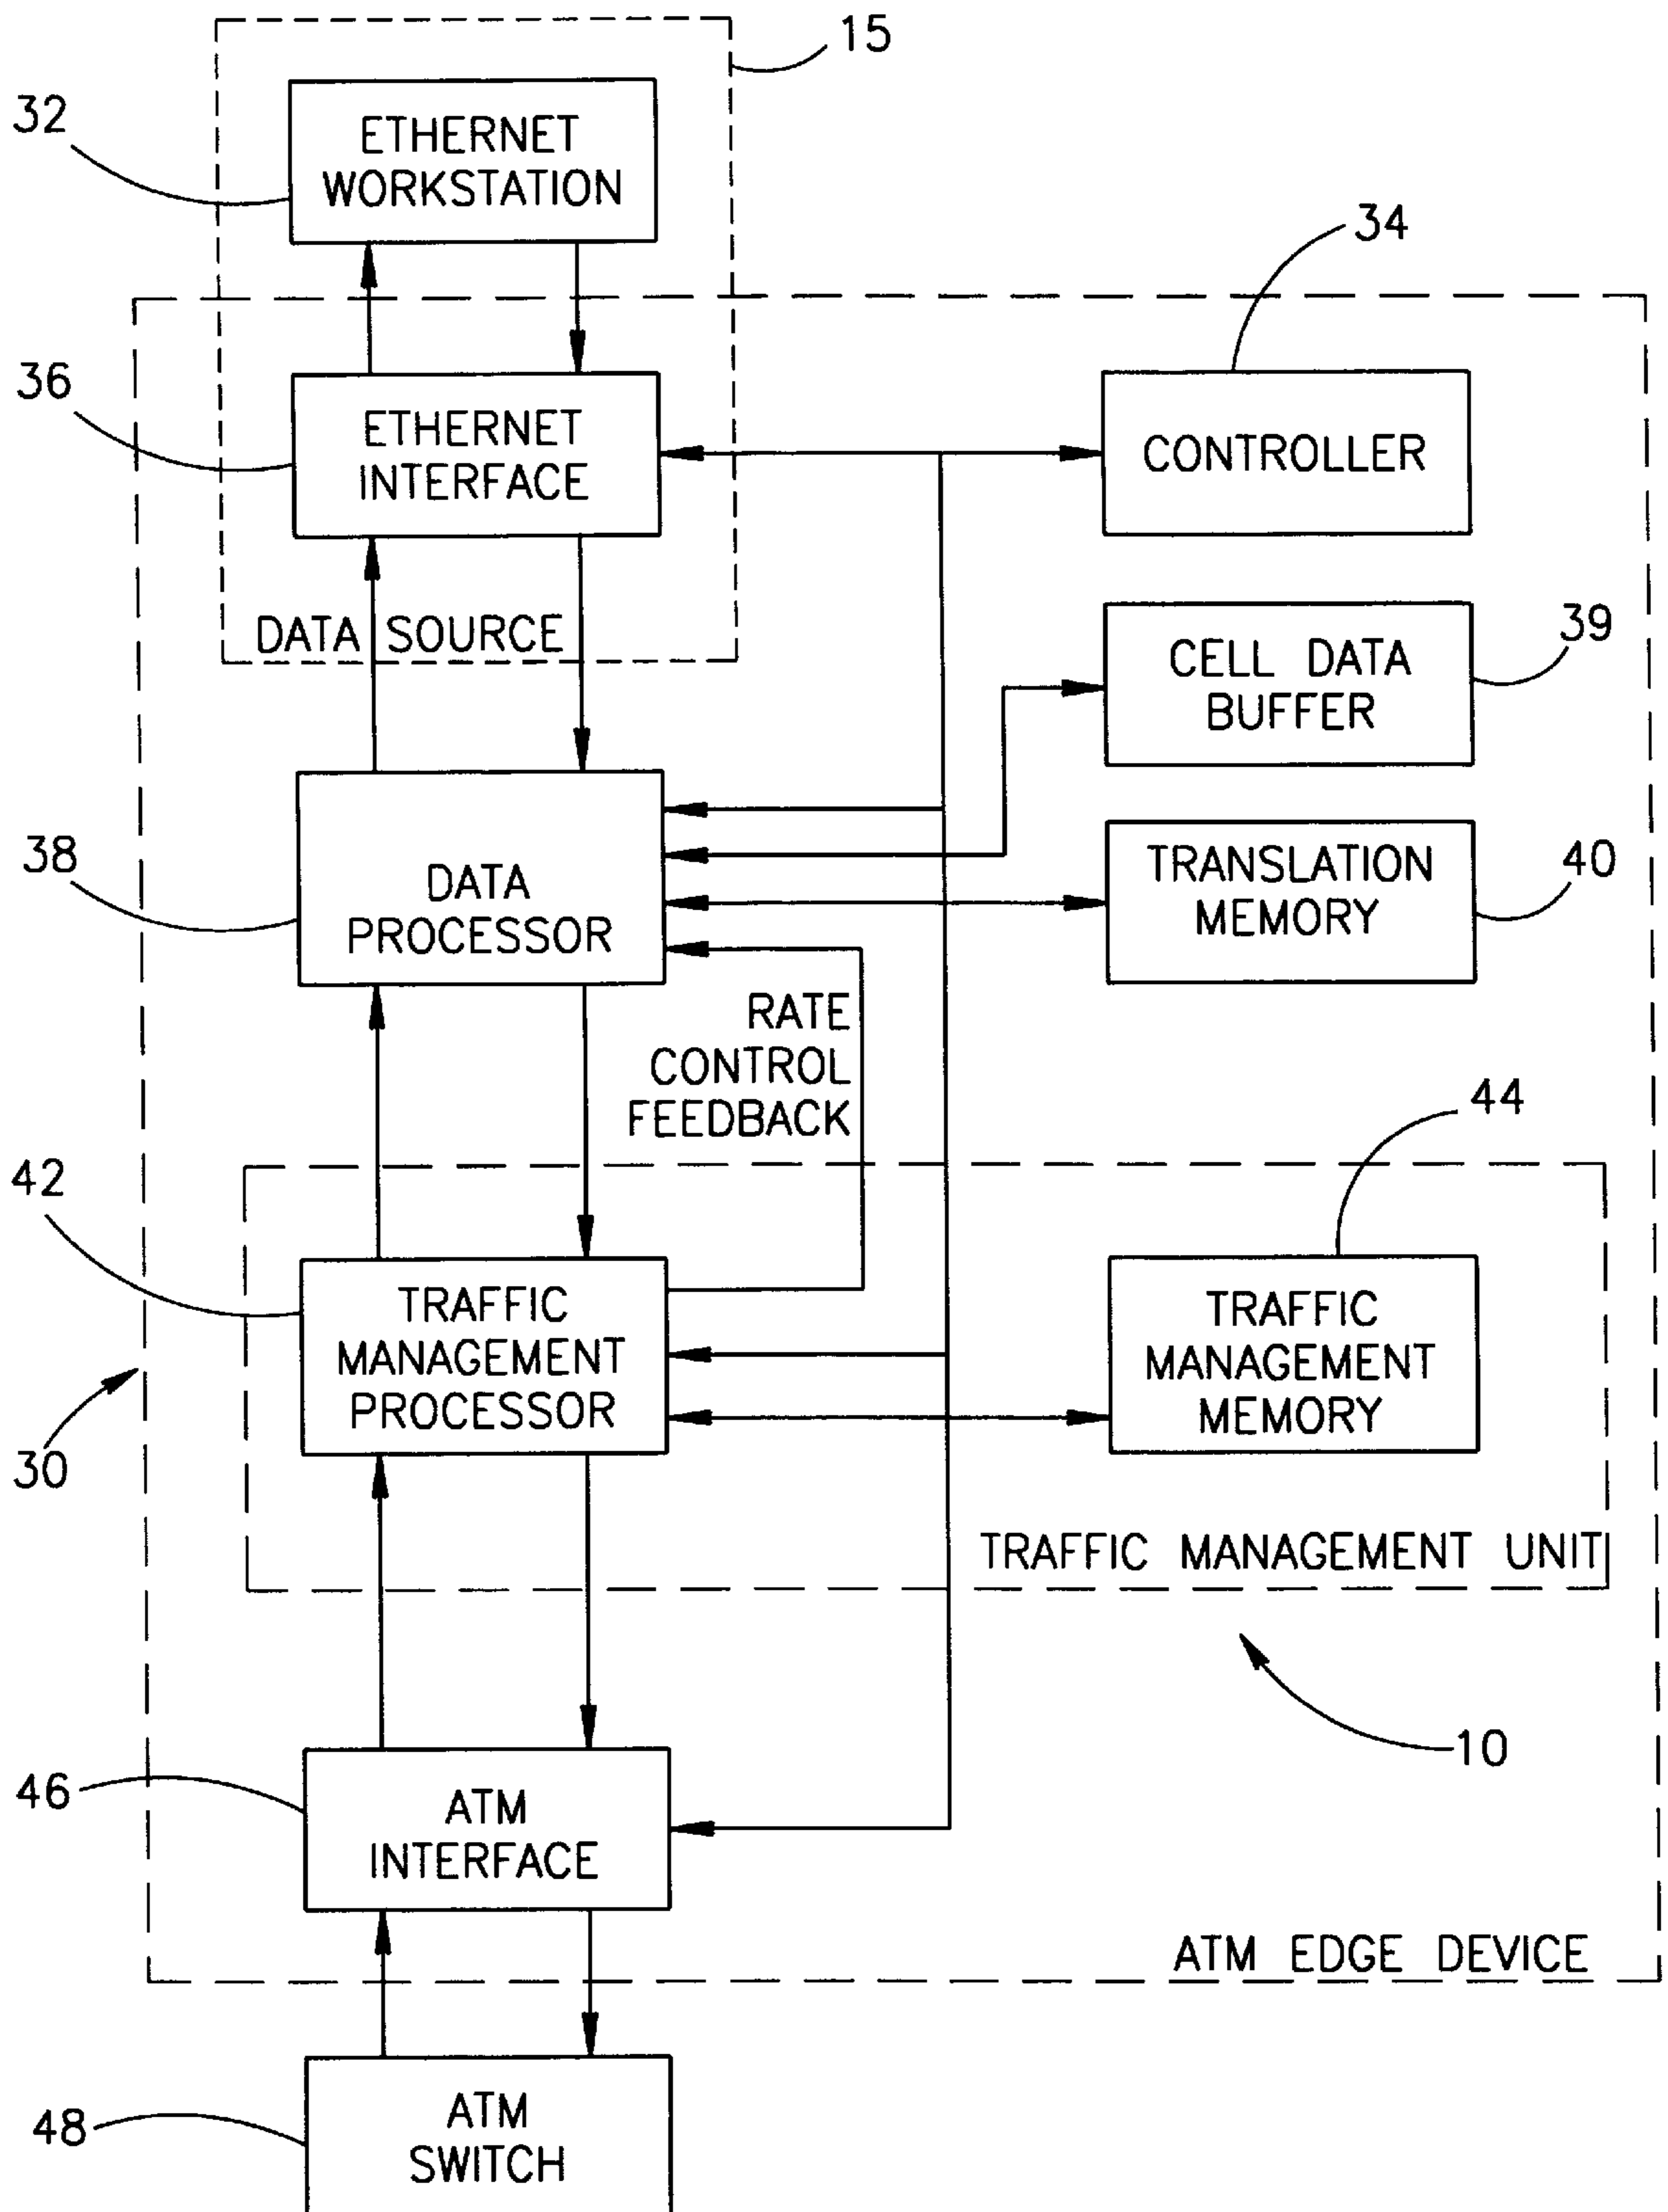 15
32
ETHERNET
WORKSTATION
34
36
ETHERNET
INTERFACE
CONTROLLER
DATA SOURCE
39
CELL DATA
BUFFER
38
DATA
PROCESSOR
TRANSLATION
MEMORY
40
RATE
CONTROL
FEEDBACK
44
42
TRAFFIC
MANAGEMENT
PROCESSOR
TRAFFIC
MANAGEMENT
MEMORY
30
TRAFFIC MANAGEMENT UNIT
10
46
ATM
INTERFACE
ATM EDGE DEVICE
48
ATM
SWITCH